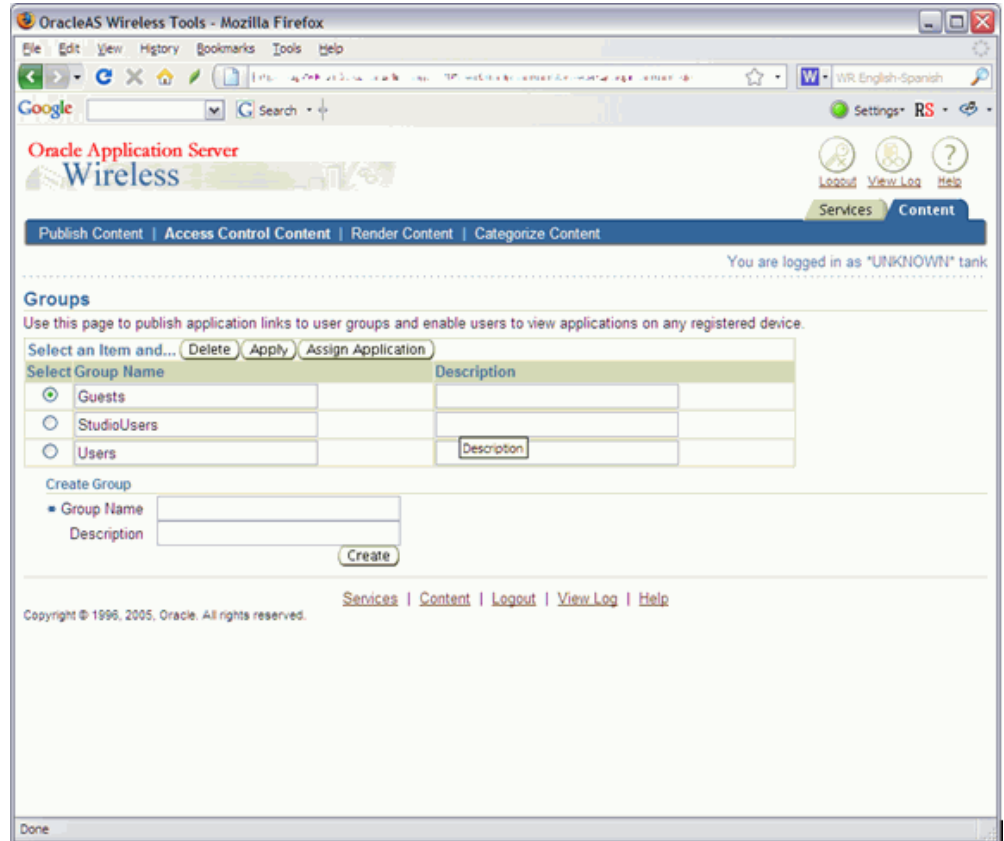 OracleAS Wireless Tools - Mozilla Firefox
File Edit View History Bookmarks Tools Help
W WR English-Spanish
Google G Search Settings RS
Oracle Application Server
Wireless
Logout View Log Help
Services Content
Publish Content | Access Control Content | Render Content | Categorize Content
You are logged in as "UNKNOWN" tank
Groups
Use this page to publish application links to user groups and enable users to view applications on any registered device.
Select an Item and... Delete Apply Assign Application
Select Group Name Description
Guests
StudioUsers
Users Description
Create Group
Group Name
Description
Create
Services | Content | Logout | View Log | Help
Copyright © 1996, 2005, Oracle. All rights reserved.
Done